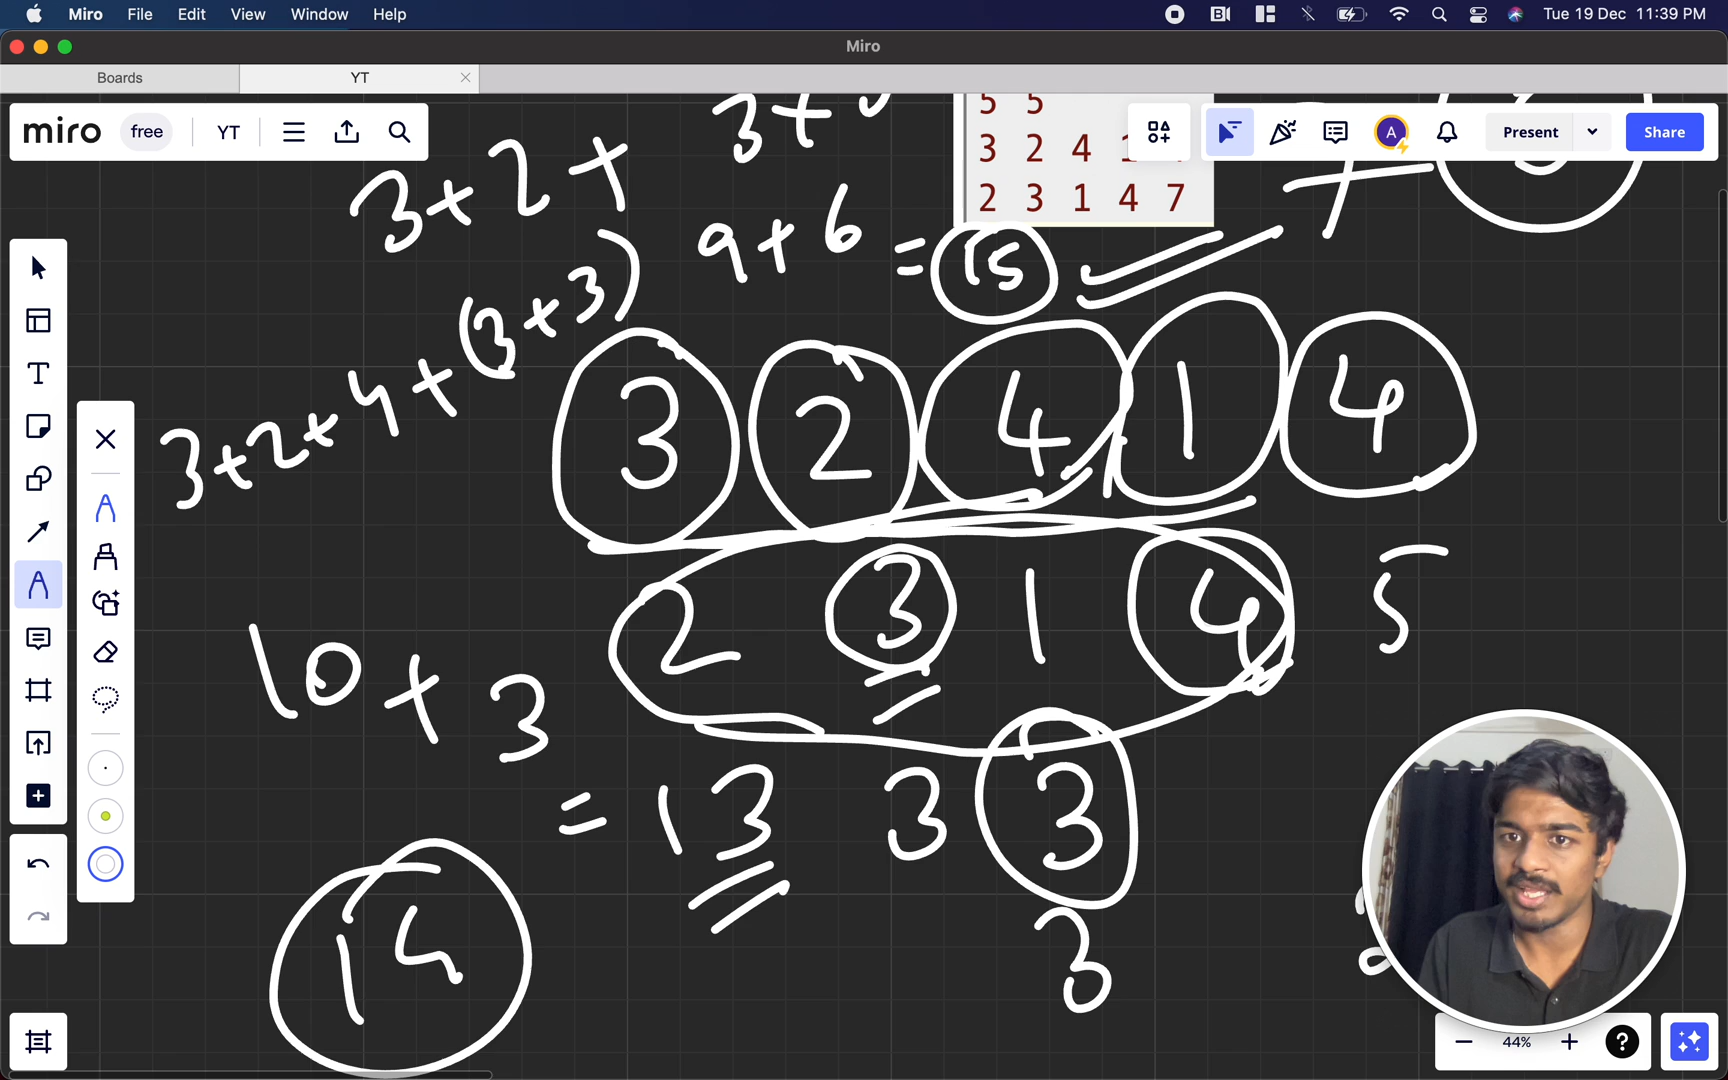 Miro File Edit View Window Help Tue 19 Dec 11:39 PM
Miro
Boards YT
miro free YT Present Share
A
5 5
3 2 4 1
2 3 1 4 7
3+
3+2+
9+6 = 15
3+2+4+(3+3)
3 2 4 1 4
2 3 1 4 5
10+3
= 13 3 3
14 3
44%